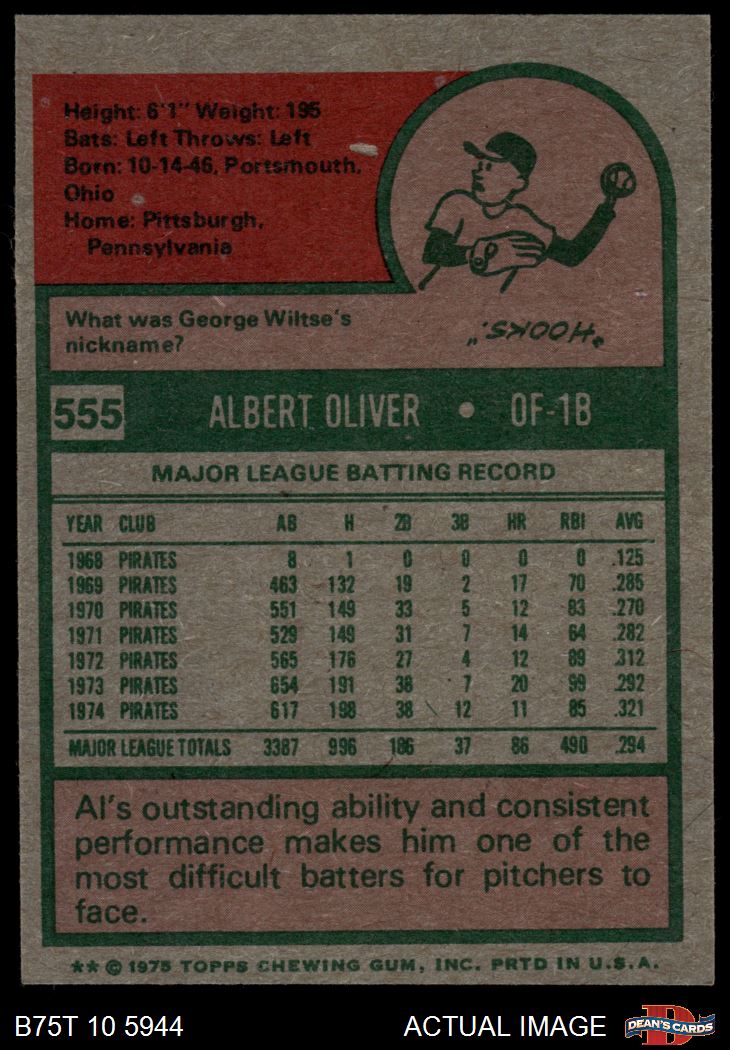 Height: 6'1" Weight: 195
Bats: Left Throws: Left
Born: 10-14-46, Portsmouth,
Ohio
Home: Pittsburgh,
Pennsylvania
What was George Wiltse's
nickname?
"HOOKS."
555 ALBERT OLIVER • OF-1B
MAJOR LEAGUE BATTING RECORD
YEAR CLUB AB H 2B 3B HR RBI AVG
1968 PIRATES 8 1 0 0 0 0 .125
1969 PIRATES 463 132 19 2 17 70 .285
1970 PIRATES 551 149 33 5 12 83 .270
1971 PIRATES 529 149 31 7 14 64 .282
1972 PIRATES 565 176 27 4 12 89 .312
1973 PIRATES 654 191 38 7 20 99 .292
1974 PIRATES 617 198 38 12 11 85 .321
MAJOR LEAGUE TOTALS 3387 996 186 37 86 490 .294
Al's outstanding ability and consistent
performance makes him one of the
most difficult batters for pitchers to
face.
** © 1975 TOPPS CHEWING GUM, INC. PRTD IN U.S.A.
B75T 10 5944 ACTUAL IMAGE D DEAN'S CARDS